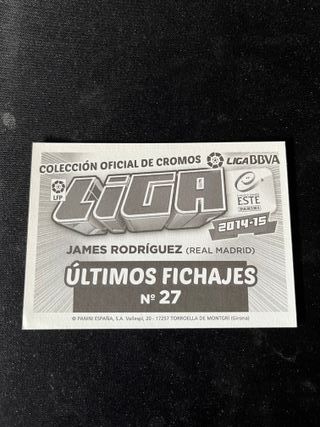 COLECCIÓN OFICIAL DE CROMOS
LIGA BBVA
LFP
LiGA
ESTE
PANINI
2014-15
JAMES RODRÍGUEZ (REAL MADRID)
ÚLTIMOS FICHAJES
Nº 27
© PANINI ESPAÑA, S.A. Vallespí, 20 - 17257 TORROELLA DE MONTGRÍ (Girona)